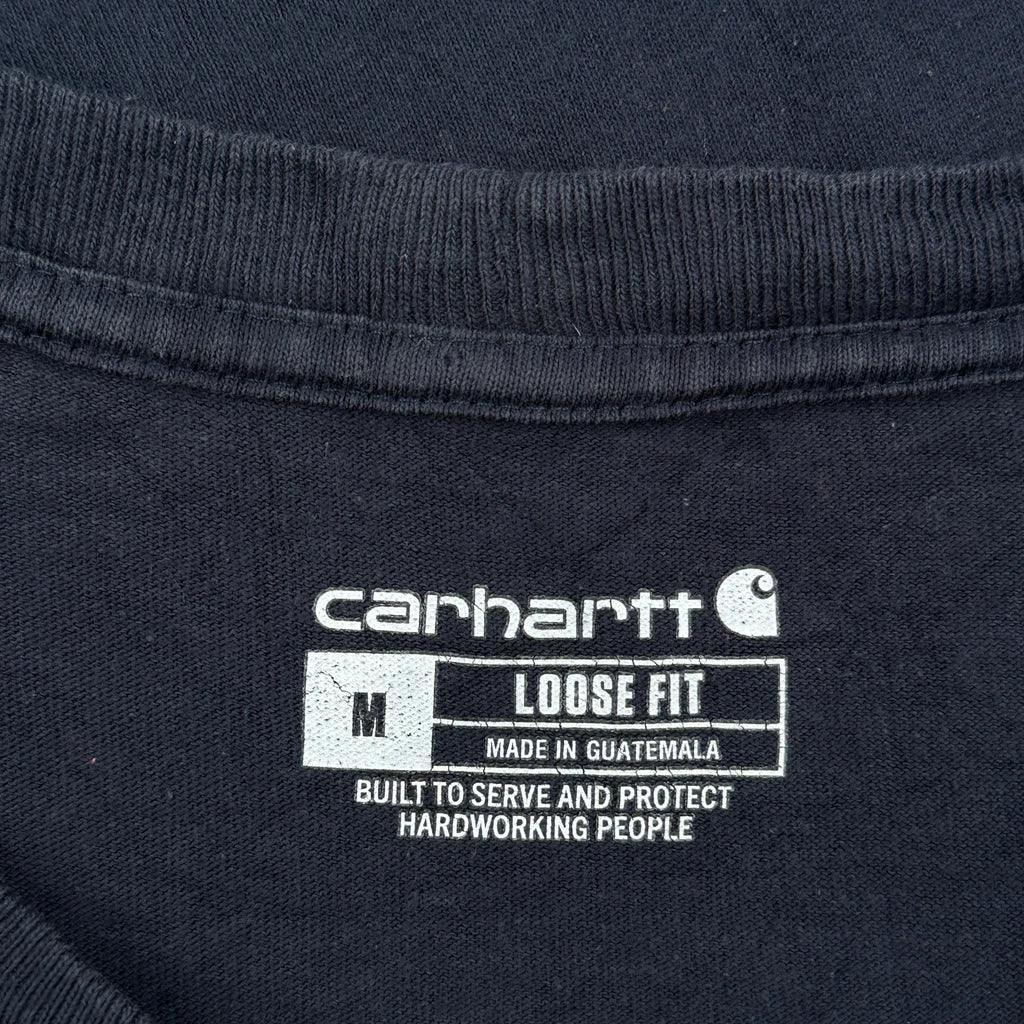 carhartt
M
LOOSE FIT
MADE IN GUATEMALA
BUILT TO SERVE AND PROTECT
HARDWORKING PEOPLE